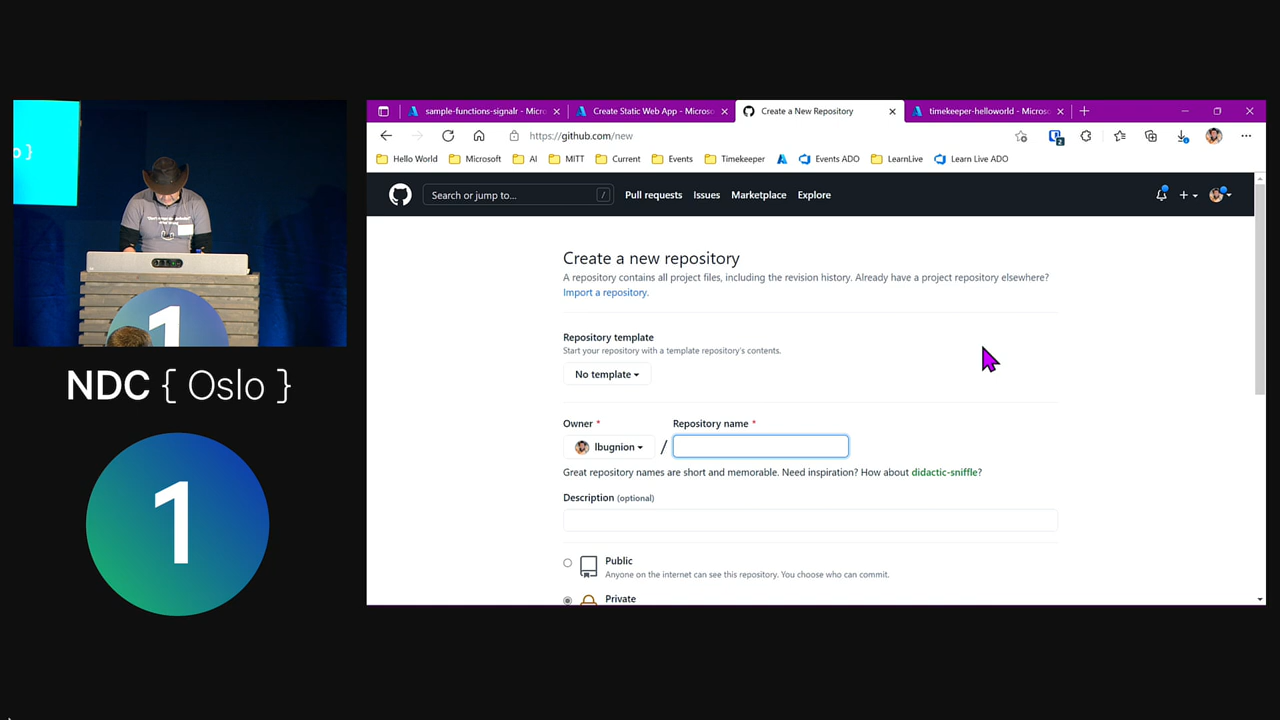 o }
1
NDC { Oslo }
1
sample-functions-signalr - Micro
Create Static Web App - Microso
Create a New Repository
timekeeper-helloworld - Microso
https://github.com/new
2
Hello World
Microsoft
AI
MITT
Current
Events
Timekeeper
Events ADO
LearnLive
Learn Live ADO
Search or jump to...
/
Pull requests
Issues
Marketplace
Explore
Create a new repository
A repository contains all project files, including the revision history. Already have a project repository elsewhere?
Import a repository.
Repository template
Start your repository with a template repository's contents.
No template
Owner *
Repository name *
lbugnion
/
Great repository names are short and memorable. Need inspiration? How about didactic-sniffle?
Description (optional)
Public
Anyone on the internet can see this repository. You choose who can commit.
Private